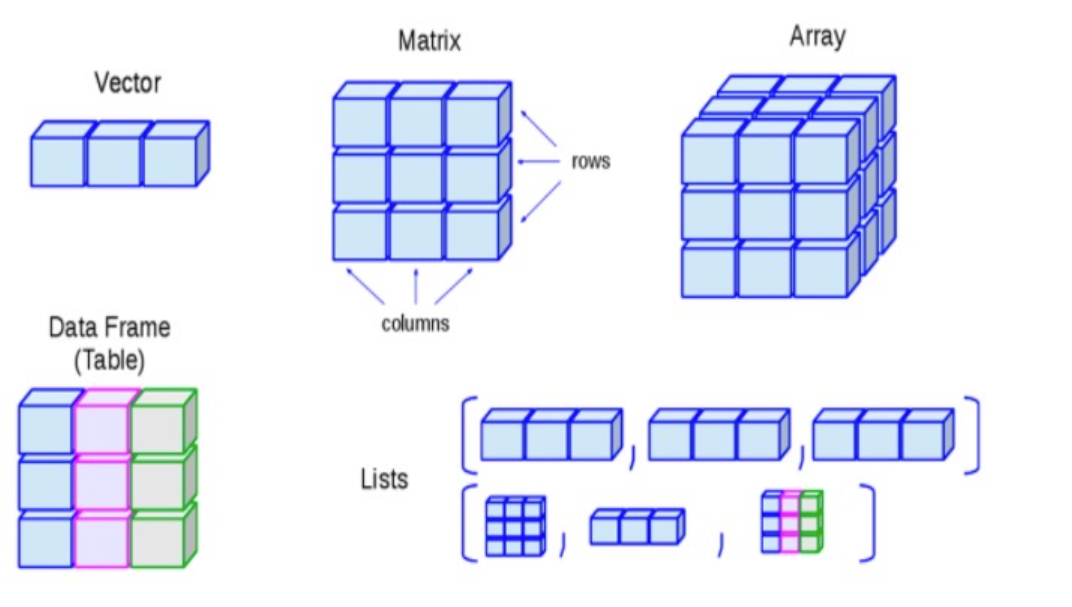 Vector
Matrix
Array
rows
columns
Data Frame
(Table)
Lists